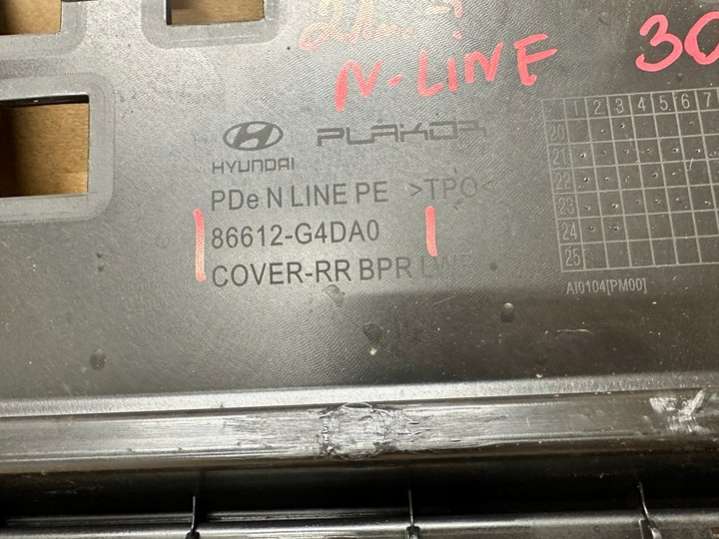 N-LINE 30
HYUNDAI PLAKOR
PDe N LINE PE >TPO<
86612-G4DA0
COVER-RR BPR LWR
1 2 3 4 5 6 7
20
21
22
23
24
25
AI0104[PM00]